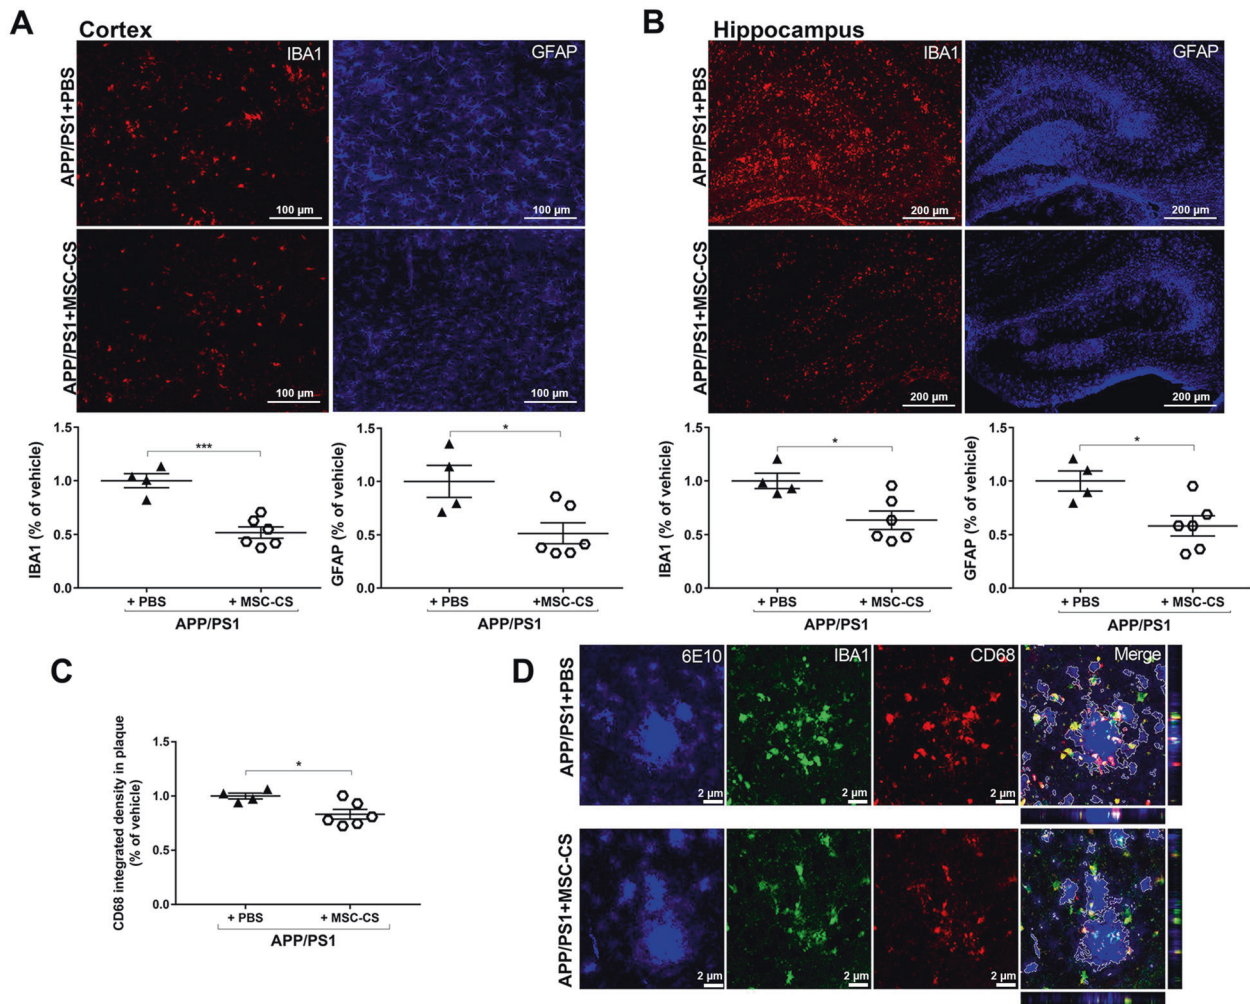 A Cortex
IBA1
GFAP
APP/PS1+PBS
100 µm
100 µm
APP/PS1+MSC-CS
100 µm
100 µm
IBA1 (% of vehicle)
1.5
1.0
0.5
0.0
***
+ PBS
+ MSC-CS
APP/PS1
GFAP (% of vehicle)
1.5
1.0
0.5
0.0
*
+ PBS
+MSC-CS
APP/PS1
B Hippocampus
IBA1
GFAP
APP/PS1+PBS
200 µm
200 µm
APP/PS1+MSC-CS
200 µm
200 µm
IBA1 (% of vehicle)
1.5
1.0
0.5
0.0
*
+ PBS
+ MSC-CS
APP/PS1
GFAP (% of vehicle)
1.5
1.0
0.5
0.0
*
+ PBS
+ MSC-CS
APP/PS1
C
CD68 integrated density in plaque
(% of vehicle)
1.5
1.0
0.5
0.0
*
+ PBS
+ MSC-CS
APP/PS1
D
6E10
IBA1
CD68
Merge
APP/PS1+PBS
2 µm
2 µm
2 µm
2 µm
APP/PS1+MSC-CS
2 µm
2 µm
2 µm
2 µm